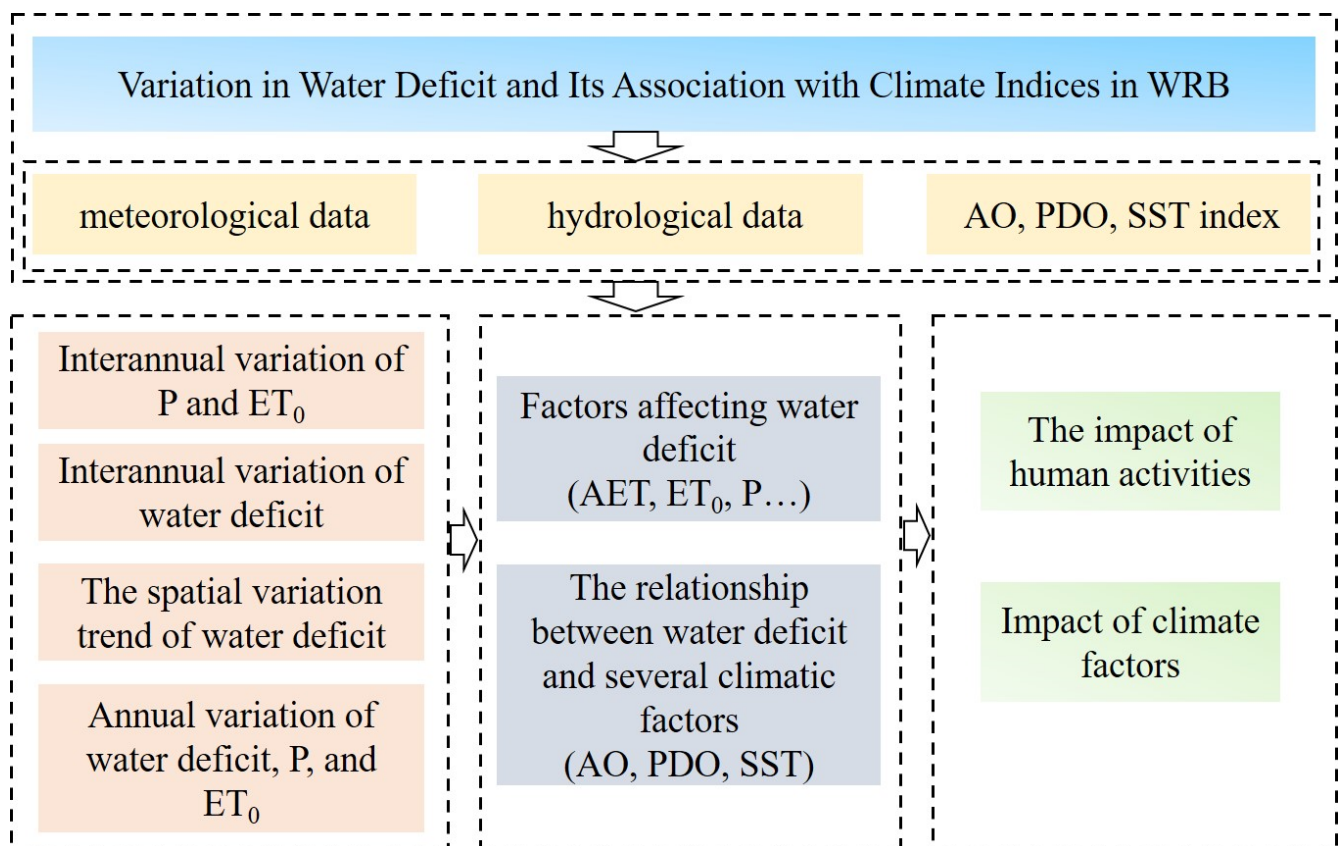 Variation in Water Deficit and Its Association with Climate Indices in WRB
meteorological data
hydrological data
AO, PDO, SST index
Interannual variation of
P and ET₀
Interannual variation of
water deficit
The spatial variation
trend of water deficit
Annual variation of
water deficit, P, and
ET₀
Factors affecting water
deficit
(AET, ET₀, P…)
The relationship
between water deficit
and several climatic
factors
(AO, PDO, SST)
The impact of
human activities
Impact of climate
factors